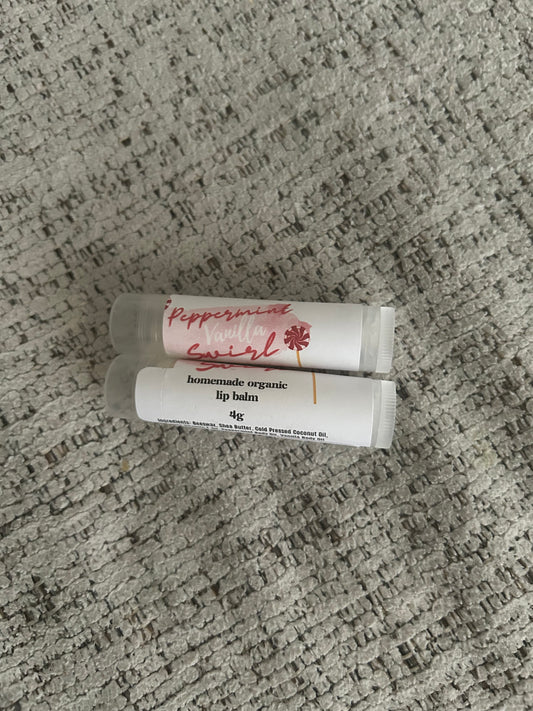 Peppermint
Vanilla
Swirl
homemade organic
lip balm
4g
Ingredients: Beeswax, Shea Butter, Cold Pressed Coconut Oil,